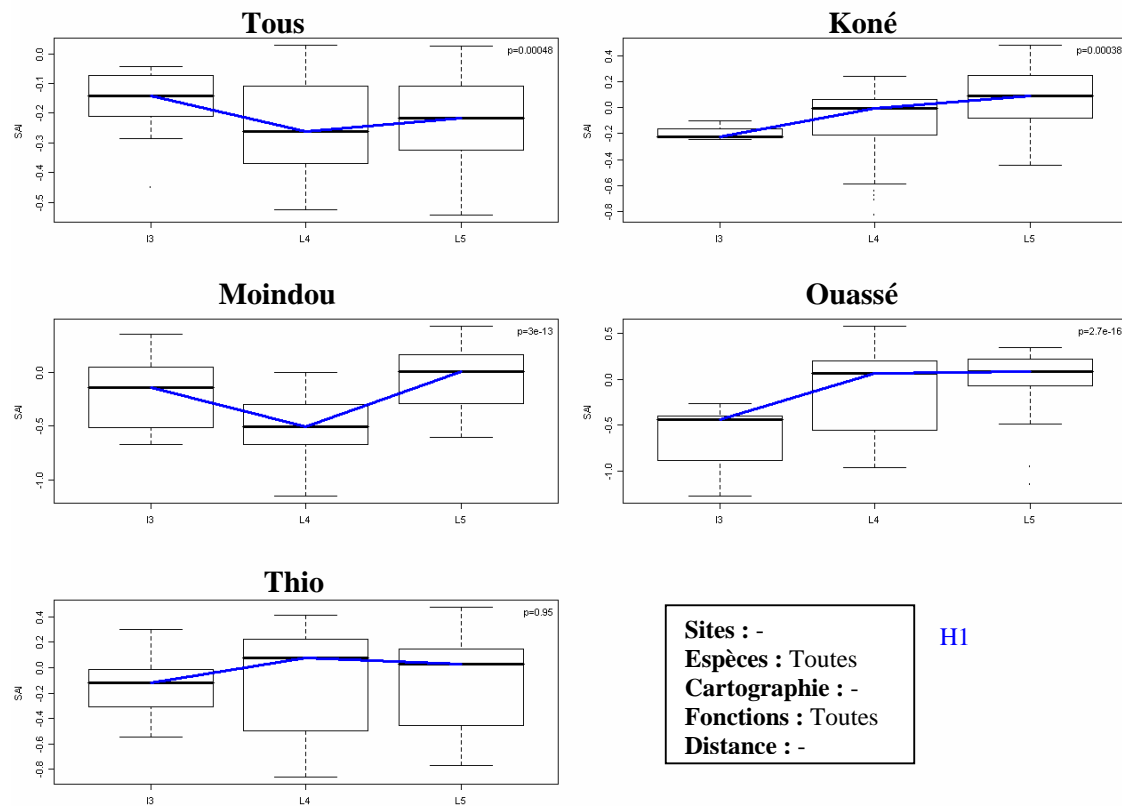 Tous
p=0.00048
SAI
0.0
-0.1
-0.2
-0.3
-0.4
-0.5
I3 L4 L5
Koné
p=0.00038
SAI
0.4
0.2
0.0
-0.2
-0.4
-0.6
-0.8
I3 L4 L5
Moindou
p=3e-13
SAI
0.0
-0.5
-1.0
I3 L4 L5
Ouassé
p=2.7e-16
SAI
0.5
0.0
-0.5
-1.0
I3 L4 L5
Thio
p=0.95
SAI
0.4
0.2
0.0
-0.2
-0.4
-0.6
-0.8
I3 L4 L5
Sites : -
Espèces : Toutes
Cartographie : -
Fonctions : Toutes
Distance : -
H1